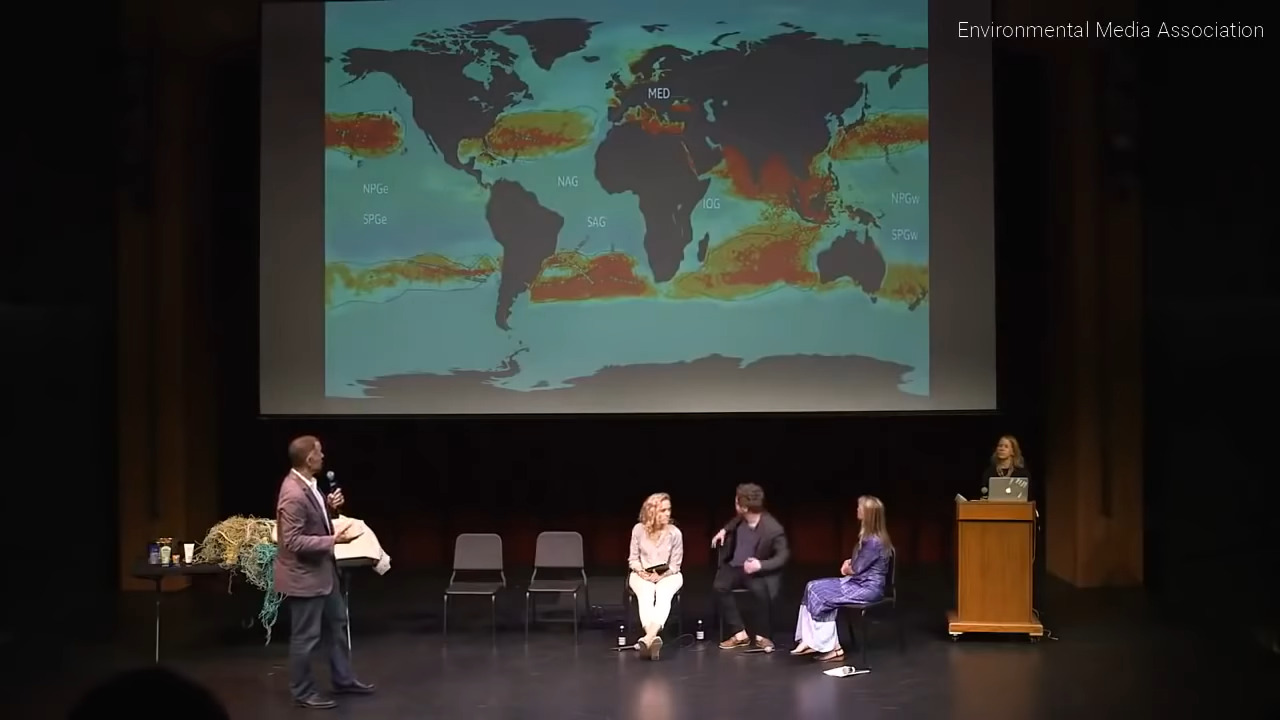 Environmental Media Association
MED
NAG
NPGe
IOG
NPGw
SPGe
SAG
SPGw